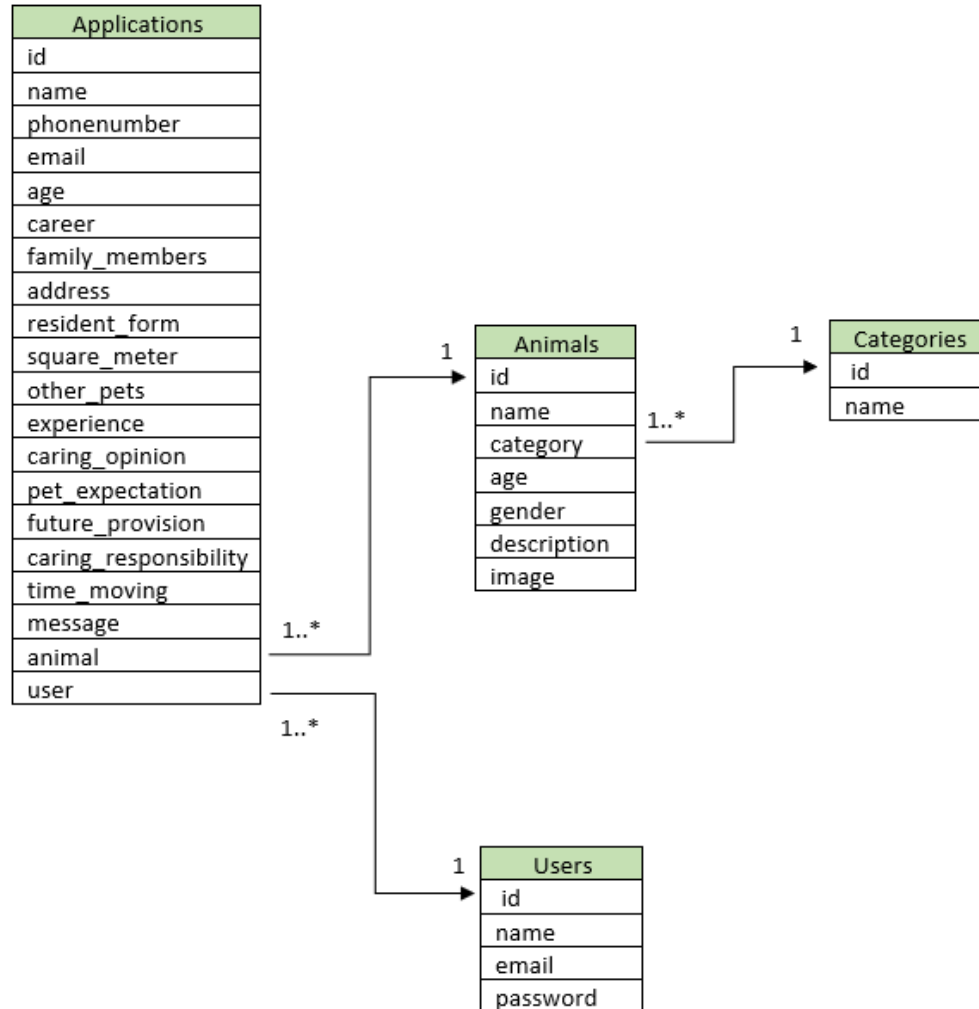 Applications
id
name
phonenumber
email
age
career
family_members
address
resident_form
square_meter
other_pets
experience
caring_opinion
pet_expectation
future_provision
caring_responsibility
time_moving
message
animal
user
1..*
1..*
1
Animals
id
name
category
age
gender
description
image
1..*
1
Categories
id
name
1
Users
id
name
email
password